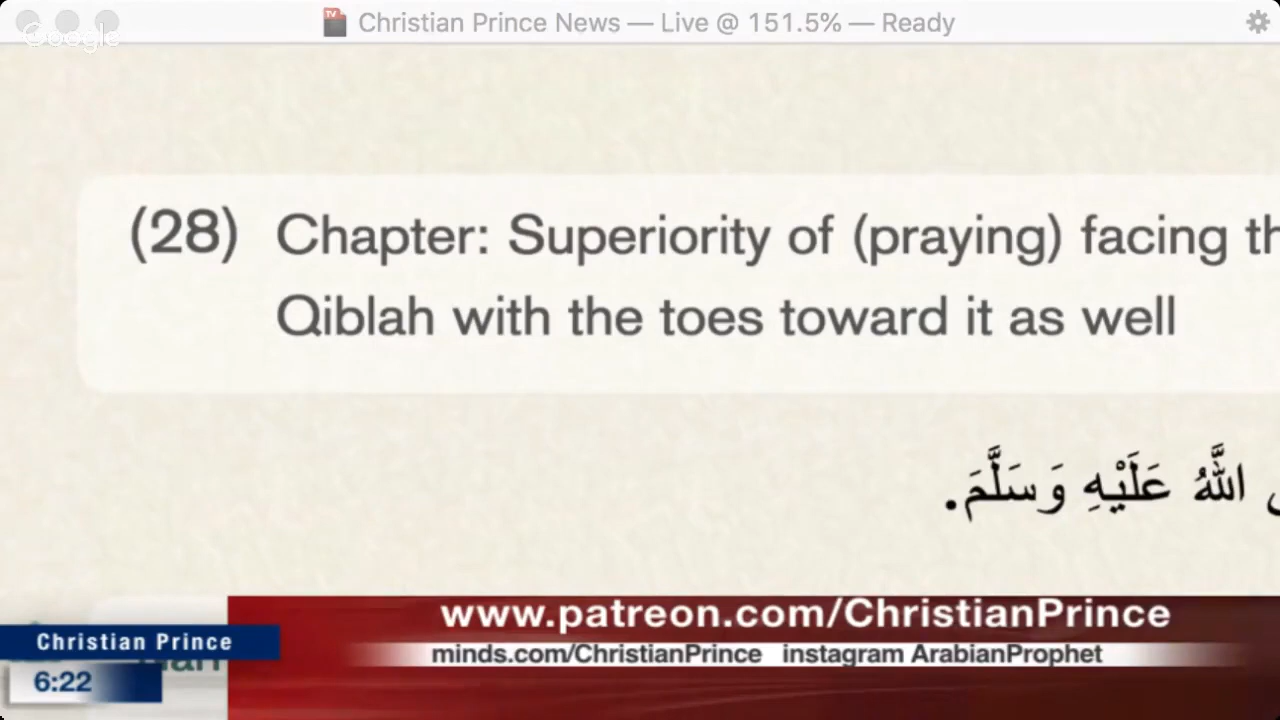 Christian Prince News — Live @ 151.5% — Ready
Google
(28) Chapter: Superiority of (praying) facing th
Qiblah with the toes toward it as well
اللَّهُ عَلَيْهِ وَسَلَّمَ.
www.patreon.com/ChristianPrince
Christian Prince
minds.com/ChristianPrince instagram ArabianProphet
6:22